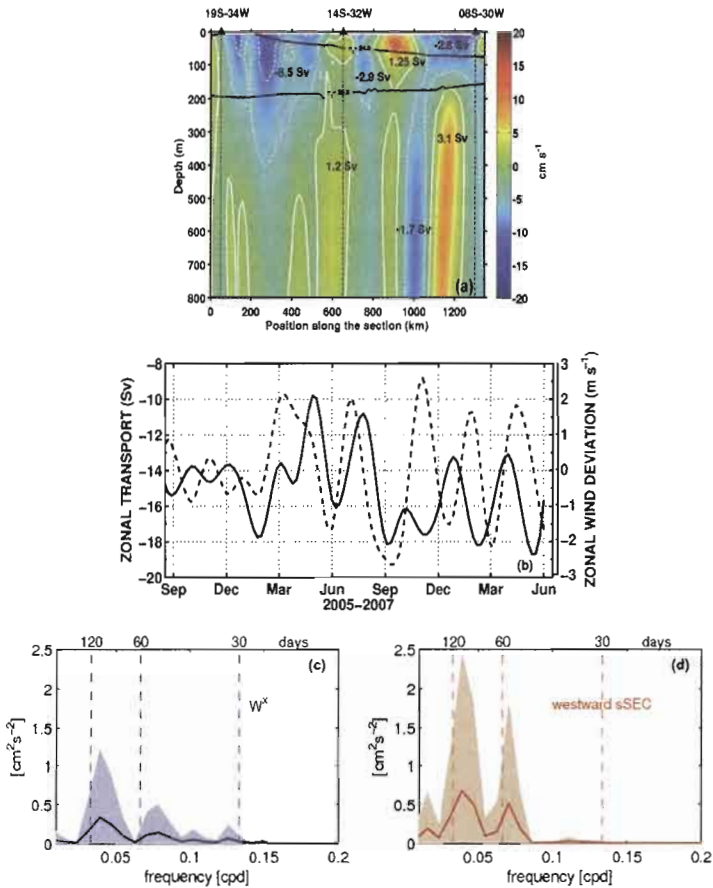 19S-34W 14S-32W 08S-30W
0
100
200
300
400
500
600
700
800
Depth(m)
-2.8 Sv
1.25 Sv
-8.5 Sv
-2.9 Sv
3.1 Sv
1.2 Sv
-1.7 Sv
(a)
20
15
10
5
0
-5
-10
-15
-20
cm s⁻¹
0 200 400 600 800 1000 1200
Position along the section (km)
ZONAL TRANSPORT (Sv)
-8
-10
-12
-14
-16
-18
-20
3
2
1
0
-1
-2
-3
ZONAL WIND DEVIATION (m s⁻¹)
(b)
Sep Dec Mar Jun Sep Dec Mar Jun
2005-2007
120 60 30 days
(c)
Wˣ
[cm²s⁻²]
2.5
2
1.5
1
0.5
0
0.05 0.1 0.15 0.2
frequency [cpd]
120 60 30 days
(d)
westward sSEC
[cm²s⁻²]
2.5
2
1.5
1
0.5
0
0.05 0.1 0.15 0.2
frequency [cpd]